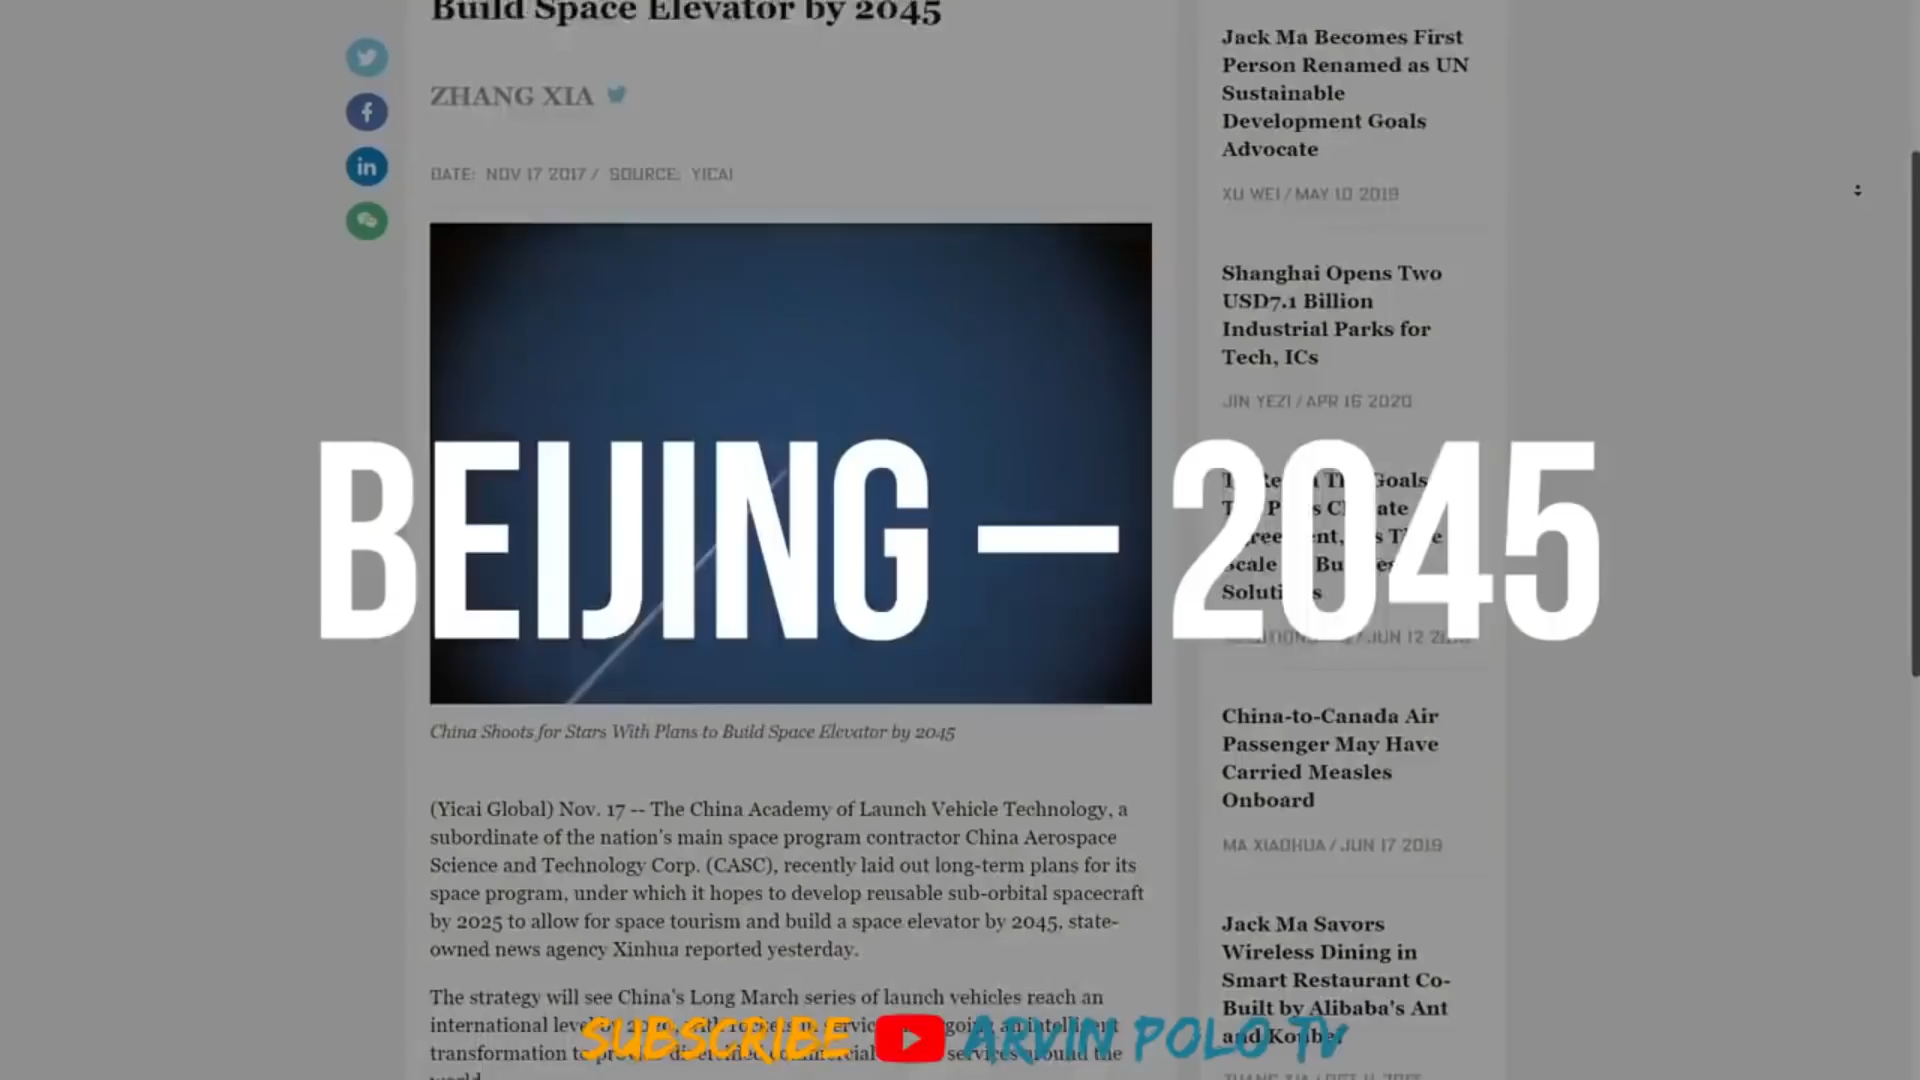 Build Space Elevator by 2045
ZHANG XIA
DATE: NOV 17 2017 / SOURCE: YICAI
BEIJING – 2045
China Shoots for Stars With Plans to Build Space Elevator by 2045
(Yicai Global) Nov. 17 -- The China Academy of Launch Vehicle Technology, a
subordinate of the nation's main space program contractor China Aerospace
Science and Technology Corp. (CASC), recently laid out long-term plans for its
space program, under which it hopes to develop reusable sub-orbital spacecraft
by 2025 to allow for space tourism and build a space elevator by 2045, state-
owned news agency Xinhua reported yesterday.
The strategy will see China's Long March series of launch vehicles reach an
international
transformation
the
SUBSCRIBE ARVIN POLO TV
Jack Ma Becomes First
Person Renamed as UN
Sustainable
Development Goals
Advocate
XU WEI / MAY 10 2019
Shanghai Opens Two
USD7.1 Billion
Industrial Parks for
Tech, ICs
JIN YEZI / APR 16 2020
Goals
JUN 12
China-to-Canada Air
Passenger May Have
Carried Measles
Onboard
MA XIAOHUA / JUN 17 2019
Jack Ma Savors
Wireless Dining in
Smart Restaurant Co-
Built by Alibaba's Ant
and Koubei